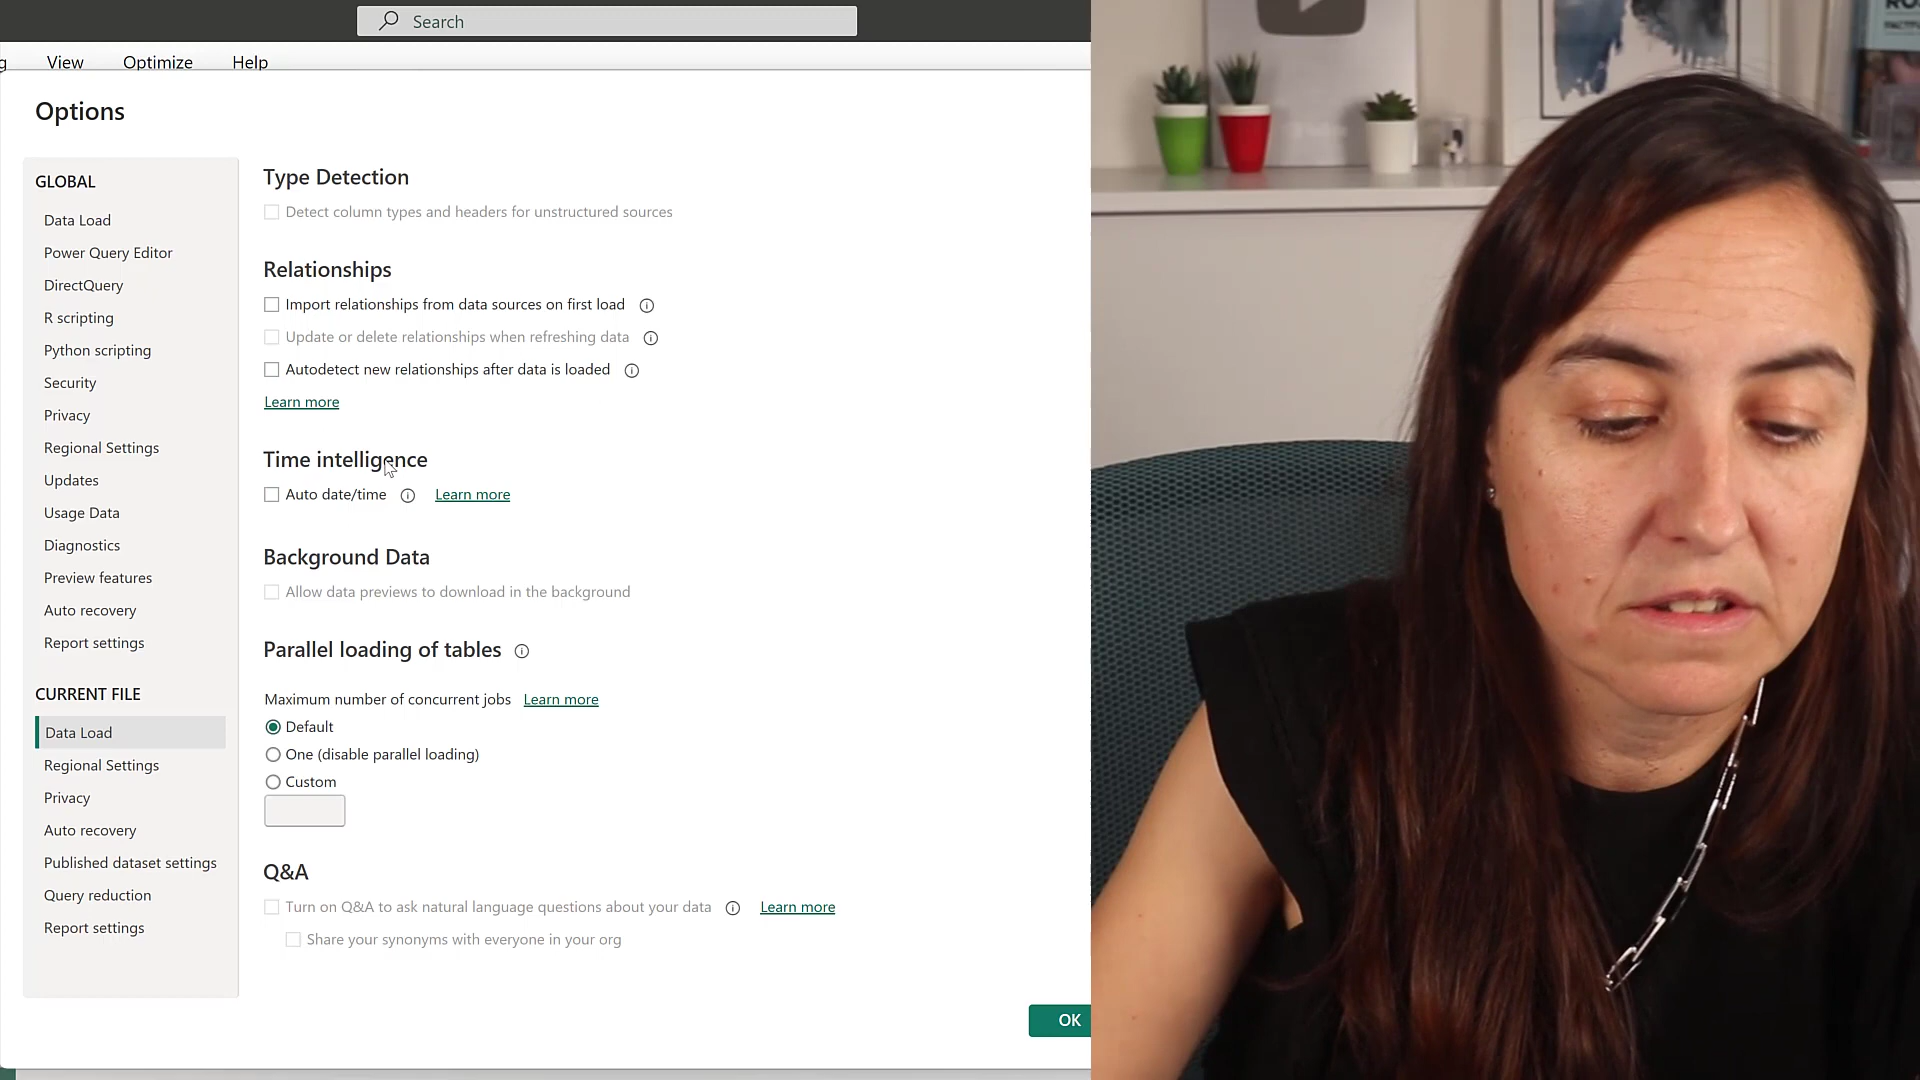 Search
View Optimize Help
Options
GLOBAL
Data Load
Power Query Editor
DirectQuery
R scripting
Python scripting
Security
Privacy
Regional Settings
Updates
Usage Data
Diagnostics
Preview features
Auto recovery
Report settings
CURRENT FILE
Data Load
Regional Settings
Privacy
Auto recovery
Published dataset settings
Query reduction
Report settings
Type Detection
Detect column types and headers for unstructured sources
Relationships
Import relationships from data sources on first load
Update or delete relationships when refreshing data
Autodetect new relationships after data is loaded
Learn more
Time intelligence
Auto date/time Learn more
Background Data
Allow data previews to download in the background
Parallel loading of tables
Maximum number of concurrent jobs Learn more
Default
One (disable parallel loading)
Custom
Q&A
Turn on Q&A to ask natural language questions about your data Learn more
Share your synonyms with everyone in your org
OK